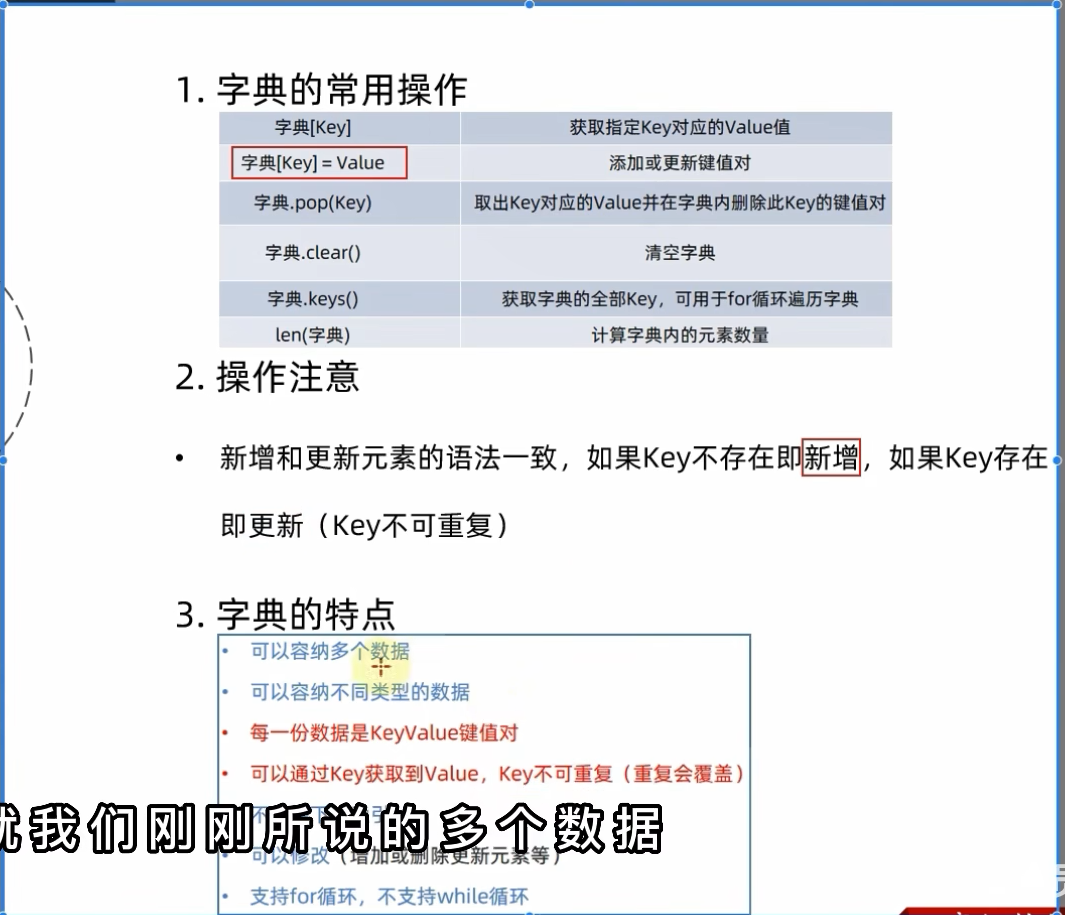 1. 字典的常用操作
字典[Key] 获取指定Key对应的Value值
字典[Key] = Value 添加或更新键值对
字典.pop(Key) 取出Key对应的Value并在字典内删除此Key的键值对
字典.clear() 清空字典
字典.keys() 获取字典的全部Key，可用于for循环遍历字典
len(字典) 计算字典内的元素数量
2. 操作注意
• 新增和更新元素的语法一致，如果Key不存在即新增，如果Key存在
即更新（Key不可重复）
3. 字典的特点
• 可以容纳多个数据
• 可以容纳不同类型的数据
• 每一份数据是KeyValue键值对
• 可以通过Key获取到Value，Key不可重复（重复会覆盖）
就我们刚刚所说的多个数据
• 可以修改（增加或删除更新元素等）
• 支持for循环，不支持while循环